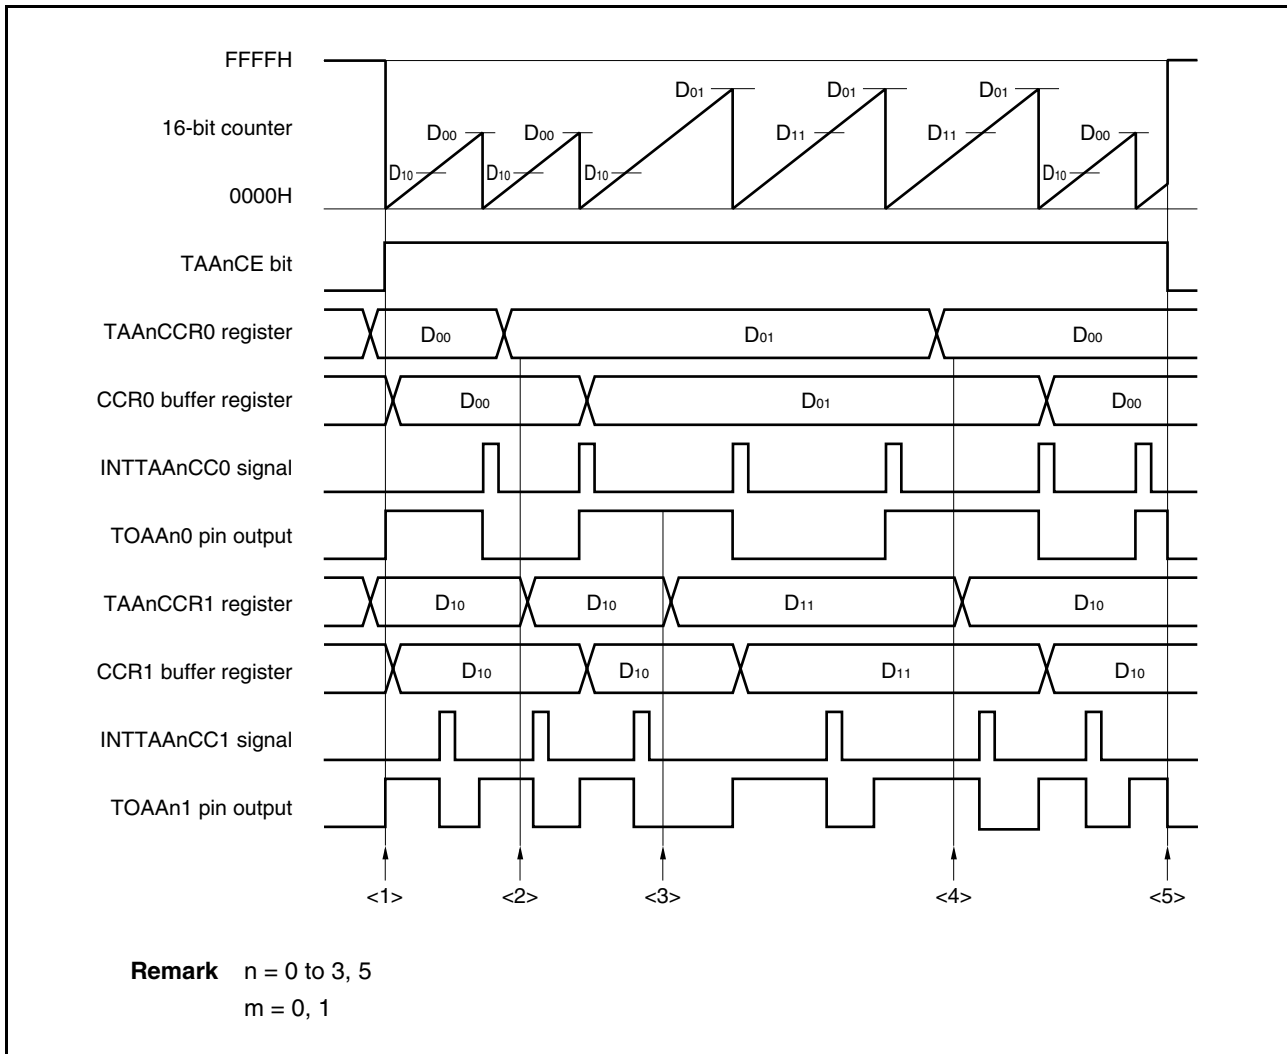 FFFFH
D01 D01 D01
16-bit counter
D00 D00 D11 D11 D00
D10 D10 D10 D10
0000H
TAAnCE bit
TAAnCCR0 register D00 D01 D00
CCR0 buffer register D00 D01 D00
INTTAAnCC0 signal
TOAAn0 pin output
TAAnCCR1 register D10 D10 D11 D10
CCR1 buffer register D10 D10 D11 D10
INTTAAnCC1 signal
TOAAn1 pin output
<1> <2> <3> <4> <5>
Remark n = 0 to 3, 5
m = 0, 1